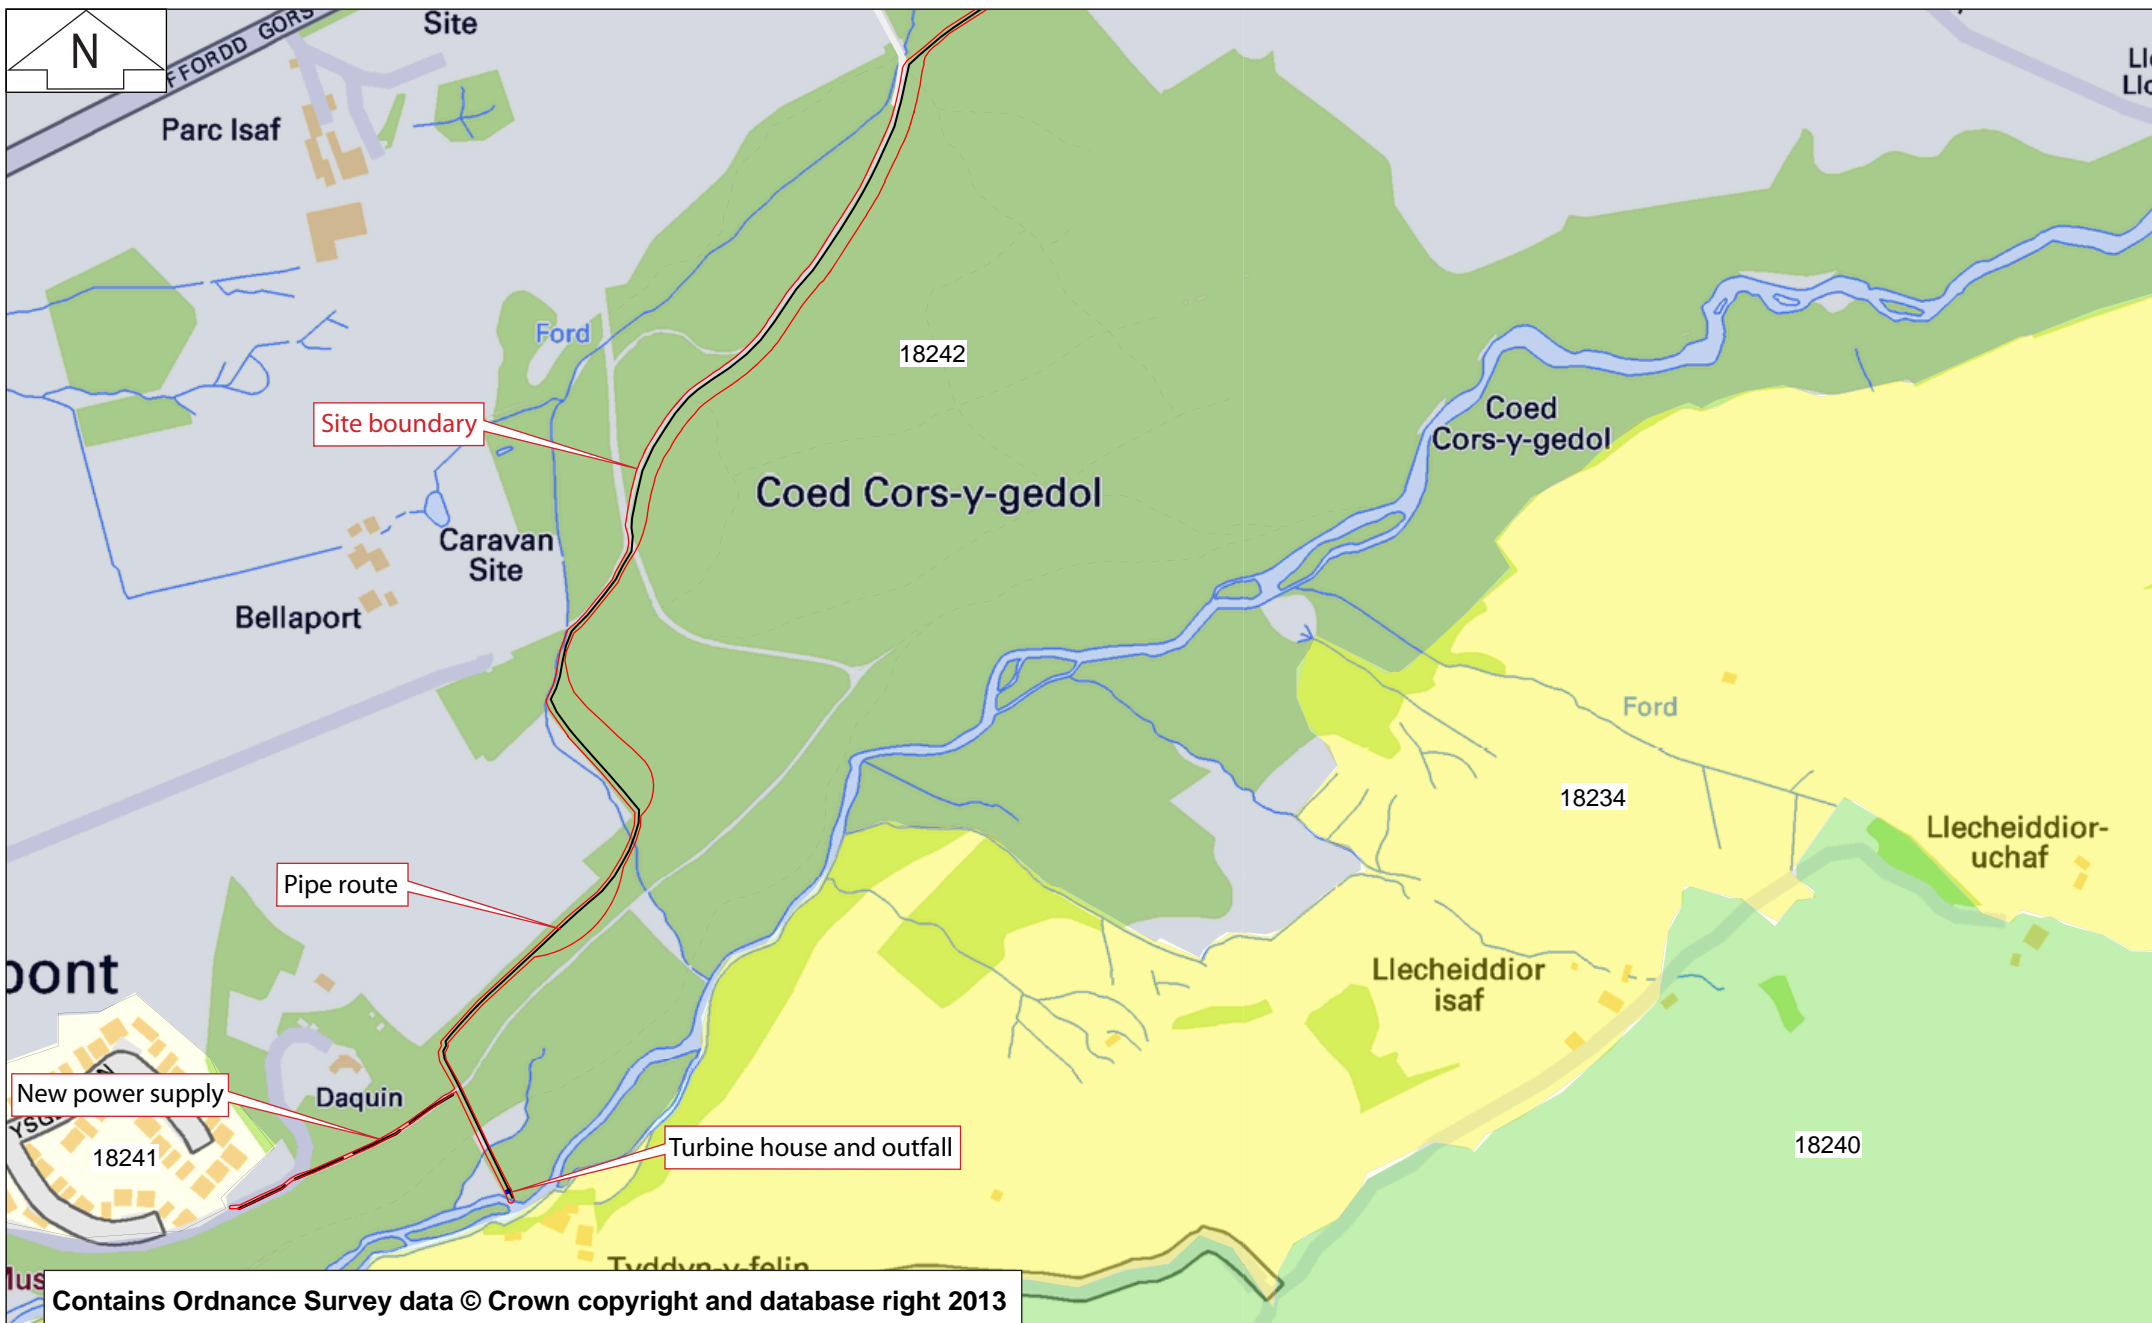 N
FFORDD GORS
Site
Parc Isaf
Ford
18242
Site boundary
Coed
Cors-y-gedol
Coed Cors-y-gedol
Caravan
Site
Bellaport
Ford
18234
Llecheiddior-
uchaf
Pipe route
pont
Llecheiddior
isaf
New power supply
Daquin
Turbine house and outfall
18241
18240
Tyddyn-y-felin
Contains Ordnance Survey data © Crown copyright and database right 2013